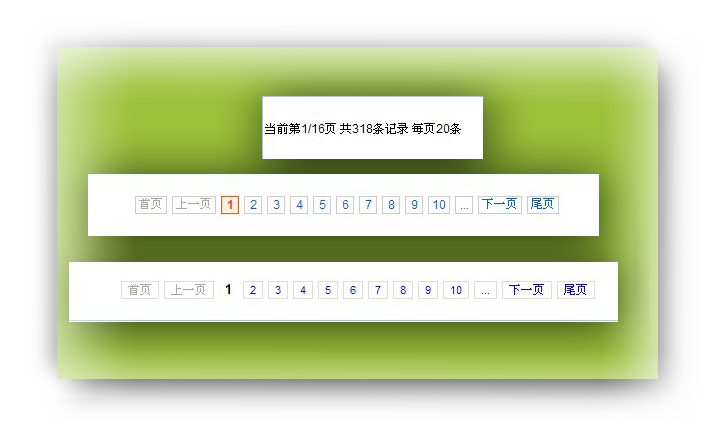 当前第1/16页 共318条记录 每页20条
首页 上一页 1 2 3 4 5 6 7 8 9 10 ... 下一页 尾页
首页 上一页 1 2 3 4 5 6 7 8 9 10 ... 下一页 尾页